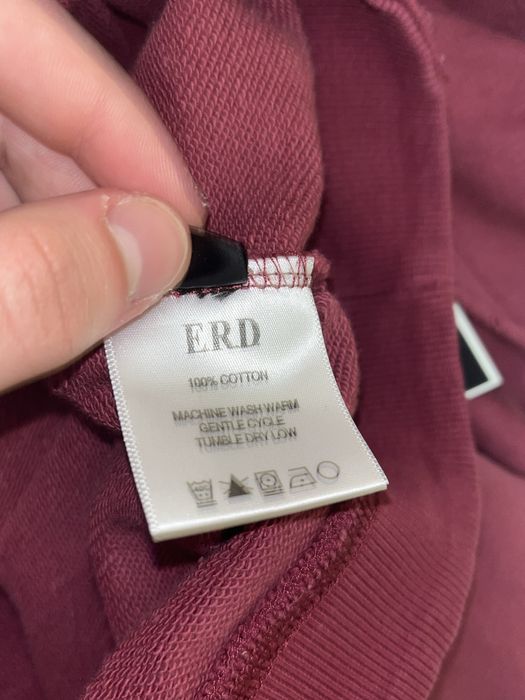 ERD
100% COTTON
MACHINE WASH WARM
GENTLE CYCLE
TUMBLE DRY LOW